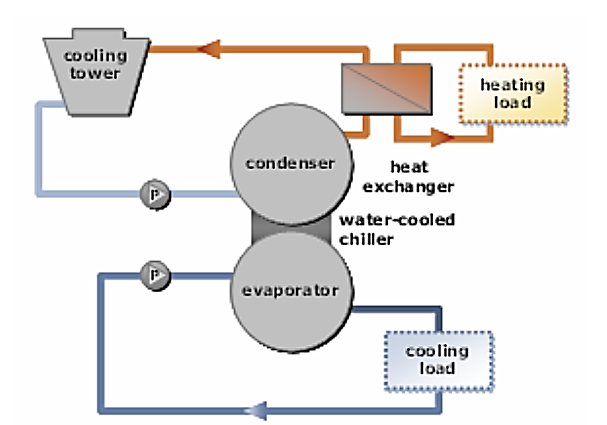 cooling
tower
heating
load
condenser
heat
exchanger
P
water-cooled
chiller
P
evaporator
cooling
load